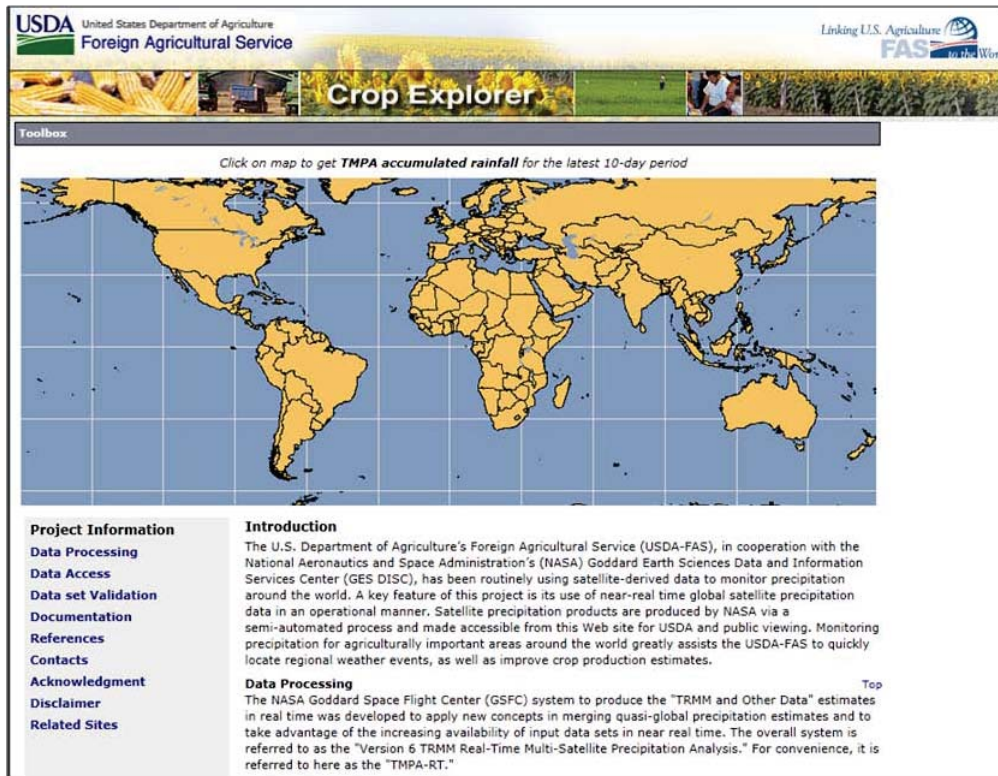 USDA
United States Department of Agriculture
Foreign Agricultural Service
Linking U.S. Agriculture
FAS
to the Wor
Crop Explorer
Toolbox
Click on map to get TMPA accumulated rainfall for the latest 10-day period
Project Information
Data Processing
Data Access
Data set Validation
Documentation
References
Contacts
Acknowledgment
Disclaimer
Related Sites
Introduction
The U.S. Department of Agriculture's Foreign Agricultural Service (USDA-FAS), in cooperation with the
National Aeronautics and Space Administration's (NASA) Goddard Earth Sciences Data and Information
Services Center (GES DISC), has been routinely using satellite-derived data to monitor precipitation
around the world. A key feature of this project is its use of near-real time global satellite precipitation
data in an operational manner. Satellite precipitation products are produced by NASA via a
semi-automated process and made accessible from this Web site for USDA and public viewing. Monitoring
precipitation for agriculturally important areas around the world greatly assists the USDA-FAS to quickly
locate regional weather events, as well as improve crop production estimates.
Data Processing
Top
The NASA Goddard Space Flight Center (GSFC) system to produce the "TRMM and Other Data" estimates
in real time was developed to apply new concepts in merging quasi-global precipitation estimates and to
take advantage of the increasing availability of input data sets in near real time. The overall system is
referred to as the "Version 6 TRMM Real-Time Multi-Satellite Precipitation Analysis." For convenience, it is
referred to here as the "TMPA-RT."